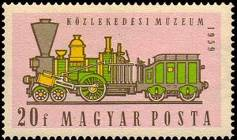 KÖZLEKEDÉSI MÚZEUM
1959
20f MAGYAR POSTA